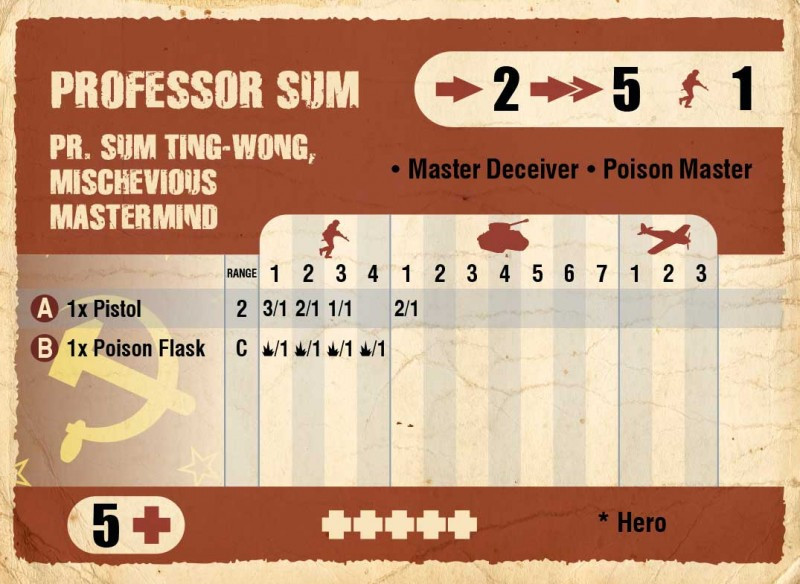 PROFESSOR SUM
2 5 1
PR. SUM TING-WONG,
MISCHEVIOUS
MASTERMIND
• Master Deceiver • Poison Master
RANGE 1 2 3 4 1 2 3 4 5 6 7 1 2 3
A 1x Pistol 2 3/1 2/1 1/1 2/1
B 1x Poison Flask C /1 /1 /1 /1
5
* Hero